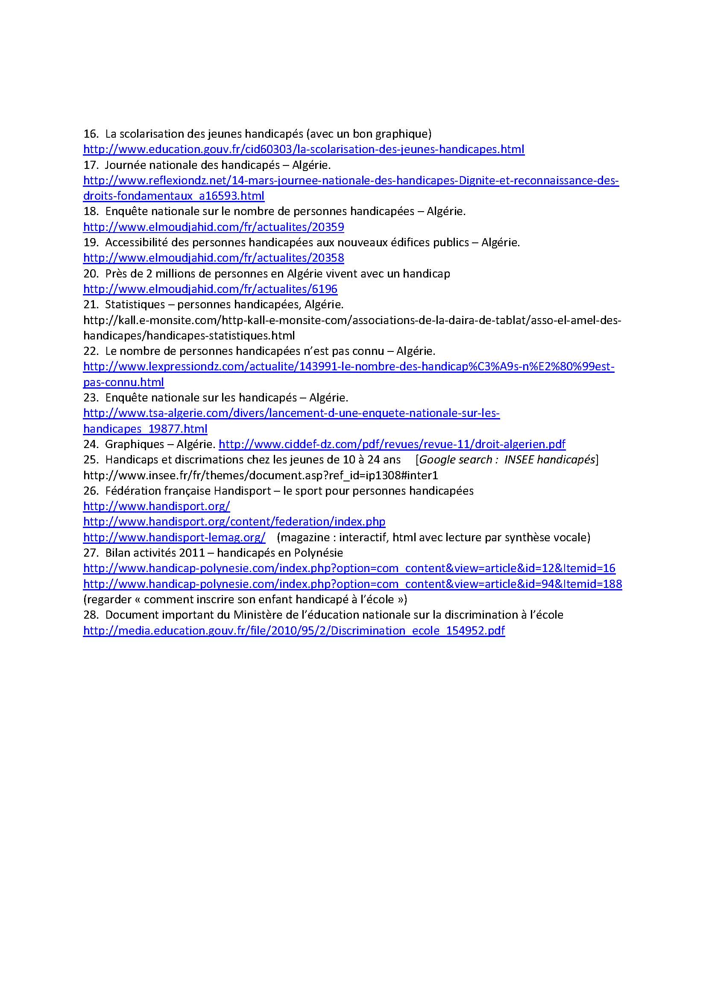 16.  La scolarisation des jeunes handicapés (avec un bon graphique)
http://www.education.gouv.fr/cid60303/la-scolarisation-des-jeunes-handicapes.html
17.  Journée nationale des handicapés – Algérie.
http://www.reflexiondz.net/14-mars-journee-nationale-des-handicapes-Dignite-et-reconnaissance-des-
droits-fondamentaux_a16593.html
18.  Enquête nationale sur le nombre de personnes handicapées – Algérie.
http://www.elmoudjahid.com/fr/actualites/20359
19.  Accessibilité des personnes handicapées aux nouveaux édifices publics – Algérie.
http://www.elmoudjahid.com/fr/actualites/20358
20.  Près de 2 millions de personnes en Algérie vivent avec un handicap
http://www.elmoudjahid.com/fr/actualites/6196
21.  Statistiques – personnes handicapées, Algérie.
http://kall.e-monsite.com/http-kall-e-monsite-com/associations-de-la-daira-de-tablat/asso-el-amel-des-
handicapes/handicapes-statistiques.html
22.  Le nombre de personnes handicapées n’est pas connu – Algérie.
http://www.lexpressiondz.com/actualite/143991-le-nombre-des-handicap%C3%A9s-n%E2%80%99est-
pas-connu.html
23.  Enquête nationale sur les handicapés – Algérie.
http://www.tsa-algerie.com/divers/lancement-d-une-enquete-nationale-sur-les-
handicapes_19877.html
24.  Graphiques – Algérie. http://www.ciddef-dz.com/pdf/revues/revue-11/droit-algerien.pdf
25.  Handicaps et discrimations chez les jeunes de 10 à 24 ans     [Google search :  INSEE handicapés]
http://www.insee.fr/fr/themes/document.asp?ref_id=ip1308#inter1
26.  Fédération française Handisport – le sport pour personnes handicapées
http://www.handisport.org/
http://www.handisport.org/content/federation/index.php
http://www.handisport-lemag.org/    (magazine : interactif, html avec lecture par synthèse vocale)
27.  Bilan activités 2011 – handicapés en Polynésie
http://www.handicap-polynesie.com/index.php?option=com_content&view=article&id=12&Itemid=16
http://www.handicap-polynesie.com/index.php?option=com_content&view=article&id=94&Itemid=188
(regarder « comment inscrire son enfant handicapé à l’école »)
28.  Document important du Ministère de l’éducation nationale sur la discrimination à l’école
http://media.education.gouv.fr/file/2010/95/2/Discrimination_ecole_154952.pdf